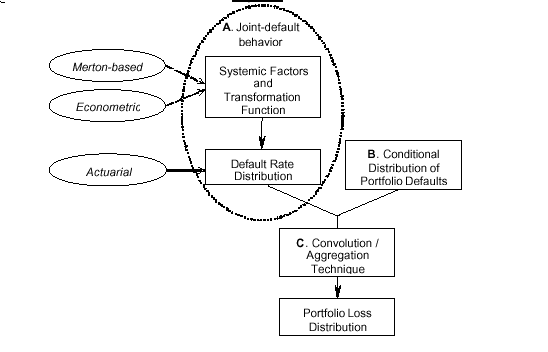 A. Joint-default
behavior
Merton-based
Systemic Factors
and
Transformation
Function
Econometric
Actuarial
Default Rate
Distribution
B. Conditional
Distribution of
Portfolio Defaults
C. Convolution /
Aggregation
Technique
Portfolio Loss
Distribution